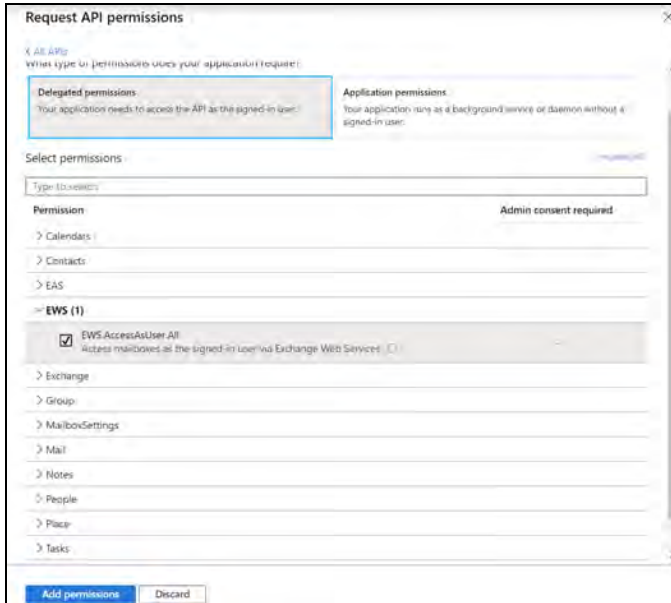 Request API permissions
All APIs
What type of permissions does your application require?
Delegated permissions
Your application needs to access the API as the signed-in user.
Application permissions
Your application runs as a background service or daemon without a
signed-in user.
Select permissions
Type to search
Permission
Admin consent required
Calendars
Contacts
EAS
EWS (1)
EWS.AccessAsUser.All
Access mailboxes as the signed-in user via Exchange Web Services
Exchange
Group
MailboxSettings
Mail
Notes
People
Place
Tasks
Add permissions
Discard